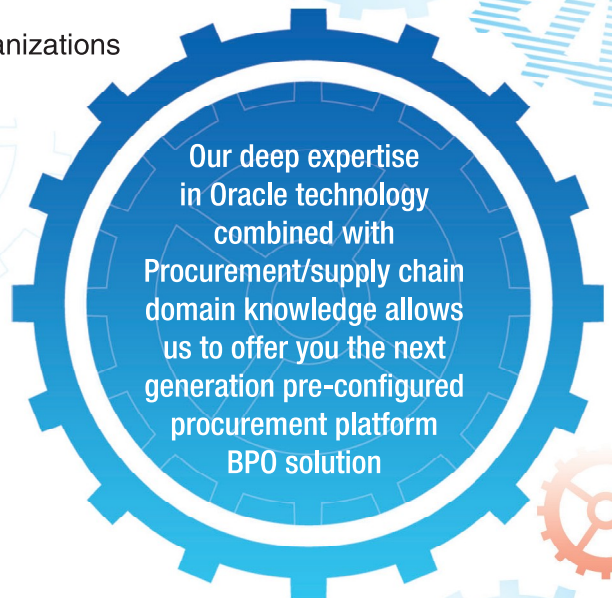 anizations
Our deep expertise
in Oracle technology
combined with
Procurement/supply chain
domain knowledge allows
us to offer you the next
generation pre-configured
procurement platform
BPO solution